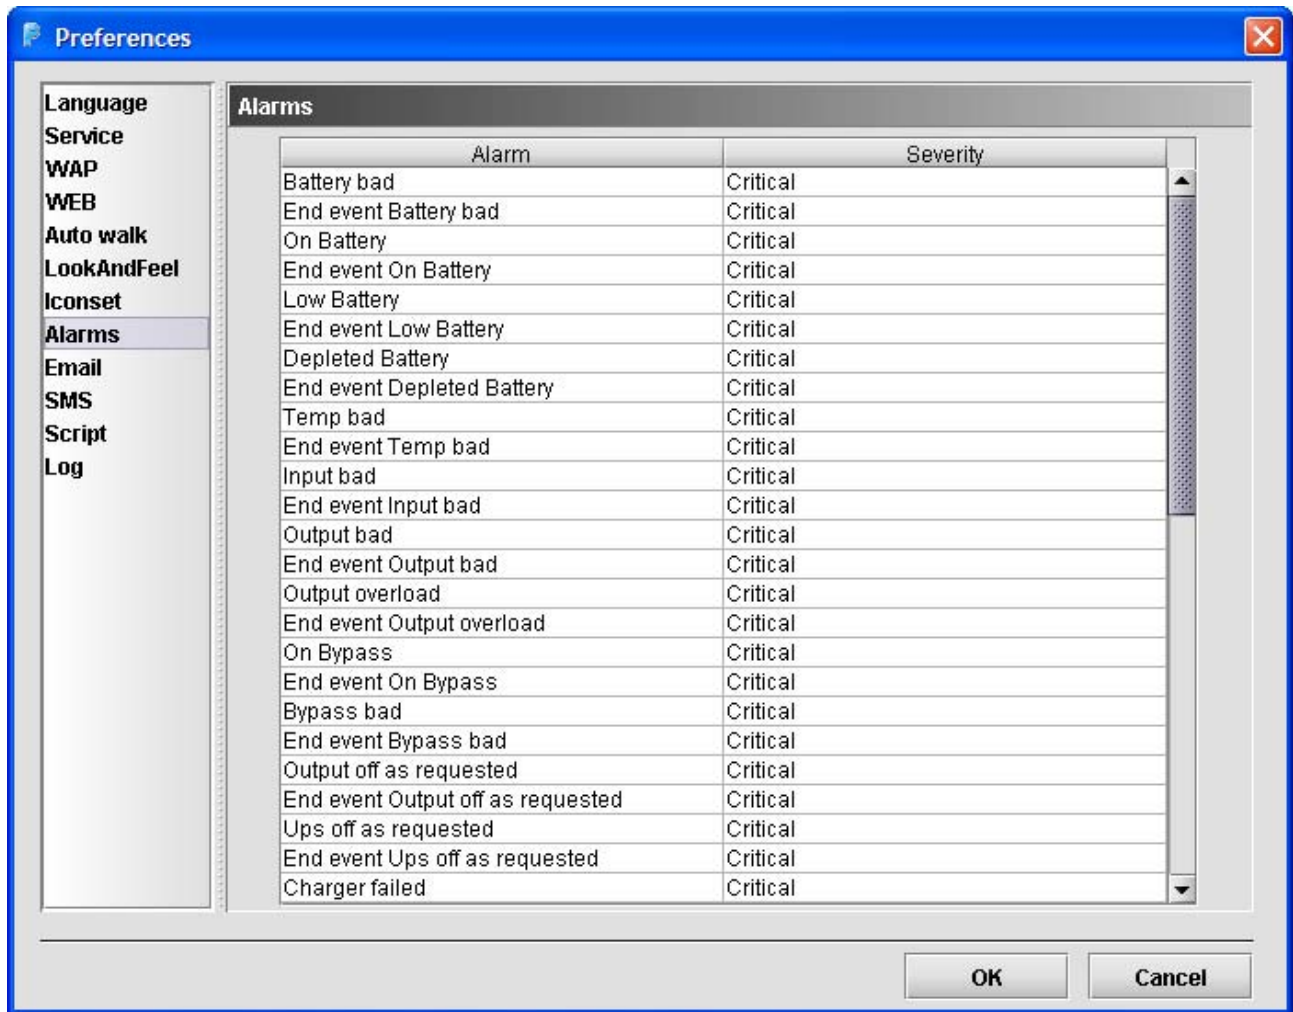 Preferences
Language
Service
WAP
WEB
Auto walk
LookAndFeel
Iconset
Alarms
Email
SMS
Script
Log
Alarms
Alarm Severity
Battery bad Critical
End event Battery bad Critical
On Battery Critical
End event On Battery Critical
Low Battery Critical
End event Low Battery Critical
Depleted Battery Critical
End event Depleted Battery Critical
Temp bad Critical
End event Temp bad Critical
Input bad Critical
End event Input bad Critical
Output bad Critical
End event Output bad Critical
Output overload Critical
End event Output overload Critical
On Bypass Critical
End event On Bypass Critical
Bypass bad Critical
End event Bypass bad Critical
Output off as requested Critical
End event Output off as requested Critical
Ups off as requested Critical
End event Ups off as requested Critical
Charger failed Critical
OK Cancel